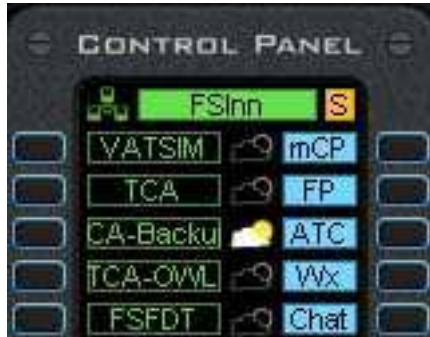 CONTROL PANEL
FSInn S
VATSIM mCP
TCA FP
CA-Backu ATC
TCA-OVVL Wx
FSFDT Chat